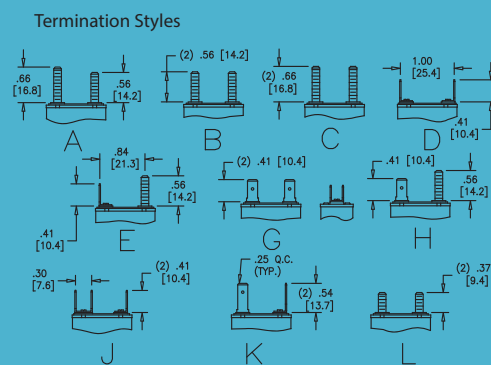 Termination Styles
.66
[16.8]
.56
[14.2]
A
(2) .56 [14.2]
B
(2) .66
[16.8]
C
1.00
[25.4]
.41
[10.4]
D
.84
[21.3]
.56
[14.2]
.41
[10.4]
E
(2) .41 [10.4]
G
.41 [10.4]
.56
[14.2]
H
.30
[7.6]
(2) .41
[10.4]
J
.25 Q.C.
(TYP.)
(2) .54
[13.7]
K
(2) .37
[9.4]
L